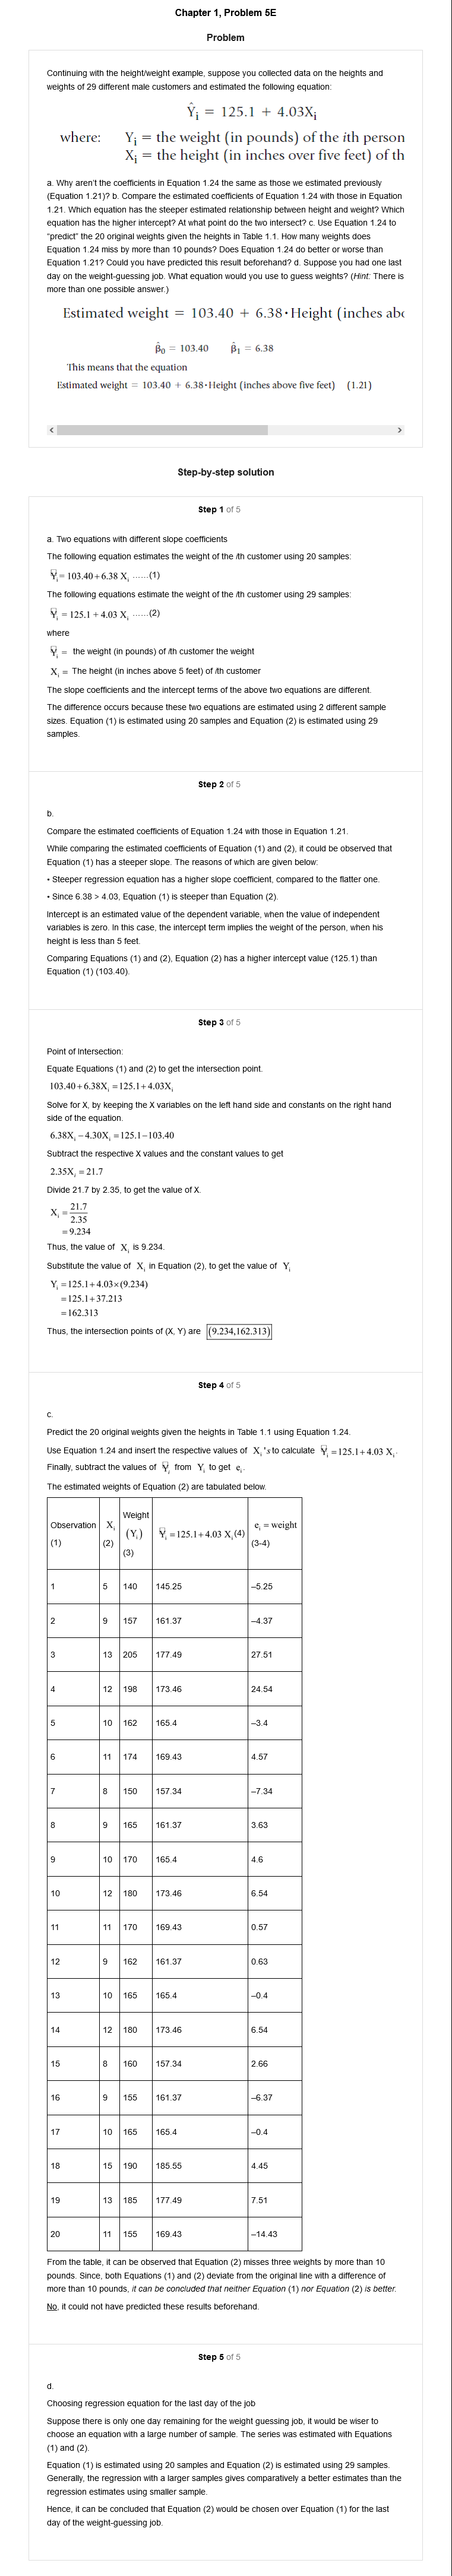 Chapter 1, Problem 5E
Problem
Continuing with the height/weight example, suppose you collected data on the heights and
weights of 29 different male customers and estimated the following equation:
Ŷi = 125.1 + 4.03Xi
where: Yi = the weight (in pounds) of the ith person
Xi = the height (in inches over five feet) of th
a. Why aren't the coefficients in Equation 1.24 the same as those we estimated previously
(Equation 1.21)? b. Compare the estimated coefficients of Equation 1.24 with those in Equation
1.21. Which equation has the steeper estimated relationship between height and weight? Which
equation has the higher intercept? At what point do the two intersect? c. Use Equation 1.24 to
"predict" the 20 original weights given the heights in Table 1.1. How many weights does
Equation 1.24 miss by more than 10 pounds? Does Equation 1.24 do better or worse than
Equation 1.21? Could you have predicted this result beforehand? d. Suppose you had one last
day on the weight-guessing job. What equation would you use to guess weights? (Hint: There is
more than one possible answer.)
Estimated weight = 103.40 + 6.38·Height (inches abo
β̂0 = 103.40 β̂1 = 6.38
This means that the equation
Estimated weight = 103.40 + 6.38·Height (inches above five feet) (1.21)
Step-by-step solution
Step 1 of 5
a. Two equations with different slope coefficients
The following equation estimates the weight of the ith customer using 20 samples:
Ŷi = 103.40+6.38 Xi ......(1)
The following equations estimate the weight of the ith customer using 29 samples:
Ŷi = 125.1 + 4.03 Xi ......(2)
where
Ŷi = the weight (in pounds) of ith customer the weight
Xi = The height (in inches above 5 feet) of ith customer
The slope coefficients and the intercept terms of the above two equations are different.
The difference occurs because these two equations are estimated using 2 different sample
sizes. Equation (1) is estimated using 20 samples and Equation (2) is estimated using 29
samples.
Step 2 of 5
b.
Compare the estimated coefficients of Equation 1.24 with those in Equation 1.21.
While comparing the estimated coefficients of Equation (1) and (2), it could be observed that
Equation (1) has a steeper slope. The reasons of which are given below:
• Steeper regression equation has a higher slope coefficient, compared to the flatter one.
• Since 6.38 > 4.03, Equation (1) is steeper than Equation (2).
Intercept is an estimated value of the dependent variable, when the value of independent
variables is zero. In this case, the intercept term implies the weight of the person, when his
height is less than 5 feet.
Comparing Equations (1) and (2), Equation (2) has a higher intercept value (125.1) than
Equation (1) (103.40).
Step 3 of 5
Point of Intersection:
Equate Equations (1) and (2) to get the intersection point.
103.40+6.38Xi =125.1+4.03Xi
Solve for X, by keeping the X variables on the left hand side and constants on the right hand
side of the equation.
6.38Xi −4.30Xi =125.1−103.40
Subtract the respective X values and the constant values to get
2.35Xi = 21.7
Divide 21.7 by 2.35, to get the value of X.
Xi = 21.7/2.35
= 9.234
Thus, the value of Xi is 9.234.
Substitute the value of Xi in Equation (2), to get the value of Yi
Yi =125.1+4.03×(9.234)
=125.1+37.213
=162.313
Thus, the intersection points of (X, Y) are (9.234,162.313)
Step 4 of 5
c.
Predict the 20 original weights given the heights in Table 1.1 using Equation 1.24.
Use Equation 1.24 and insert the respective values of Xi's to calculate Ŷi =125.1+4.03 Xi.
Finally, subtract the values of Ŷi from Yi to get ei.
The estimated weights of Equation (2) are tabulated below.
Observation (1) Xi (2) Weight (Yi) (3) Ŷi =125.1+4.03 Xi (4) ei = weight (3-4)
1 5 140 145.25 –5.25
2 9 157 161.37 –4.37
3 13 205 177.49 27.51
4 12 198 173.46 24.54
5 10 162 165.4 –3.4
6 11 174 169.43 4.57
7 8 150 157.34 –7.34
8 9 165 161.37 3.63
9 10 170 165.4 4.6
10 12 180 173.46 6.54
11 11 170 169.43 0.57
12 9 162 161.37 0.63
13 10 165 165.4 –0.4
14 12 180 173.46 6.54
15 8 160 157.34 2.66
16 9 155 161.37 –6.37
17 10 165 165.4 –0.4
18 15 190 185.55 4.45
19 13 185 177.49 7.51
20 11 155 169.43 –14.43
From the table, it can be observed that Equation (2) misses three weights by more than 10
pounds. Since, both Equations (1) and (2) deviate from the original line with a difference of
more than 10 pounds, it can be concluded that neither Equation (1) nor Equation (2) is better.
No, it could not have predicted these results beforehand.
Step 5 of 5
d.
Choosing regression equation for the last day of the job
Suppose there is only one day remaining for the weight guessing job, it would be wiser to
choose an equation with a large number of sample. The series was estimated with Equations
(1) and (2).
Equation (1) is estimated using 20 samples and Equation (2) is estimated using 29 samples.
Generally, the regression with a larger samples gives comparatively a better estimates than the
regression estimates using smaller sample.
Hence, it can be concluded that Equation (2) would be chosen over Equation (1) for the last
day of the weight-guessing job.